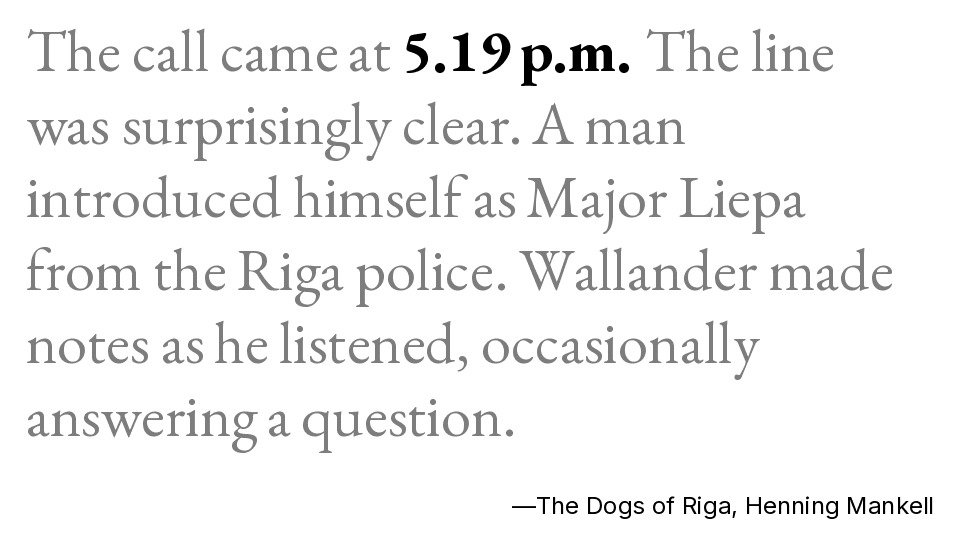 The call came at 5.19 p.m. The line
was surprisingly clear. A man
introduced himself as Major Liepa
from the Riga police. Wallander made
notes as he listened, occasionally
answering a question.
—The Dogs of Riga, Henning Mankell